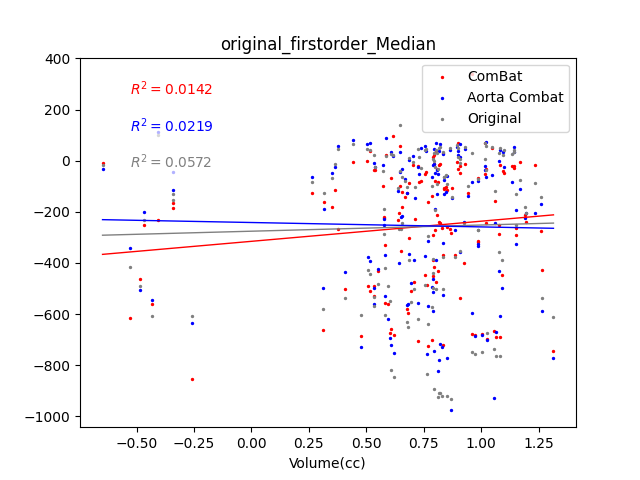 original_firstorder_Median
ComBat
Aorta Combat
Original
R² = 0.0142
R² = 0.0219
R² = 0.0572
400
200
0
−200
−400
−600
−800
−1000
−0.50 −0.25 0.00 0.25 0.50 0.75 1.00 1.25
Volume(cc)